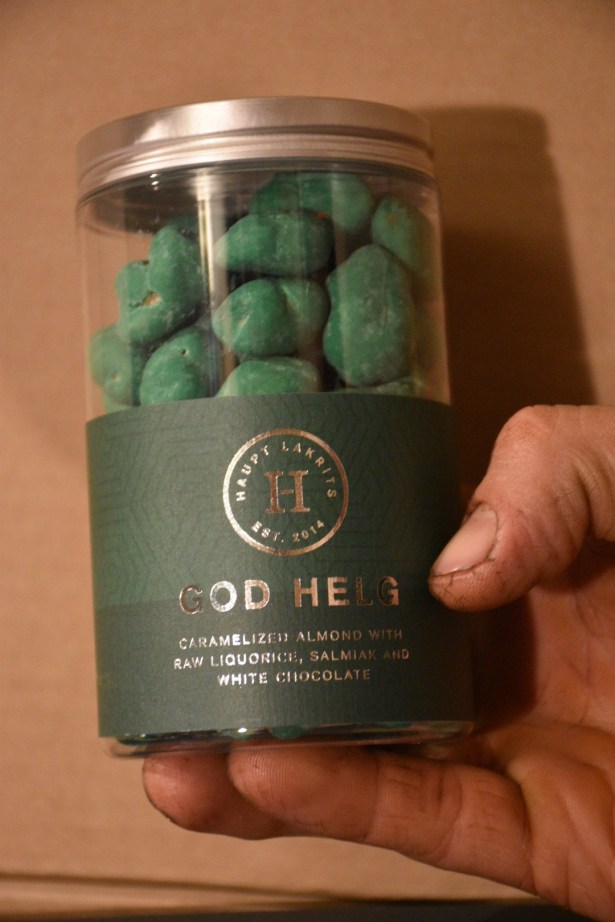 HAUPT LAKRITS
H
EST. 2014
GOD HELG
CARAMELIZED ALMOND WITH
RAW LIQUORICE, SALMIAK AND
WHITE CHOCOLATE